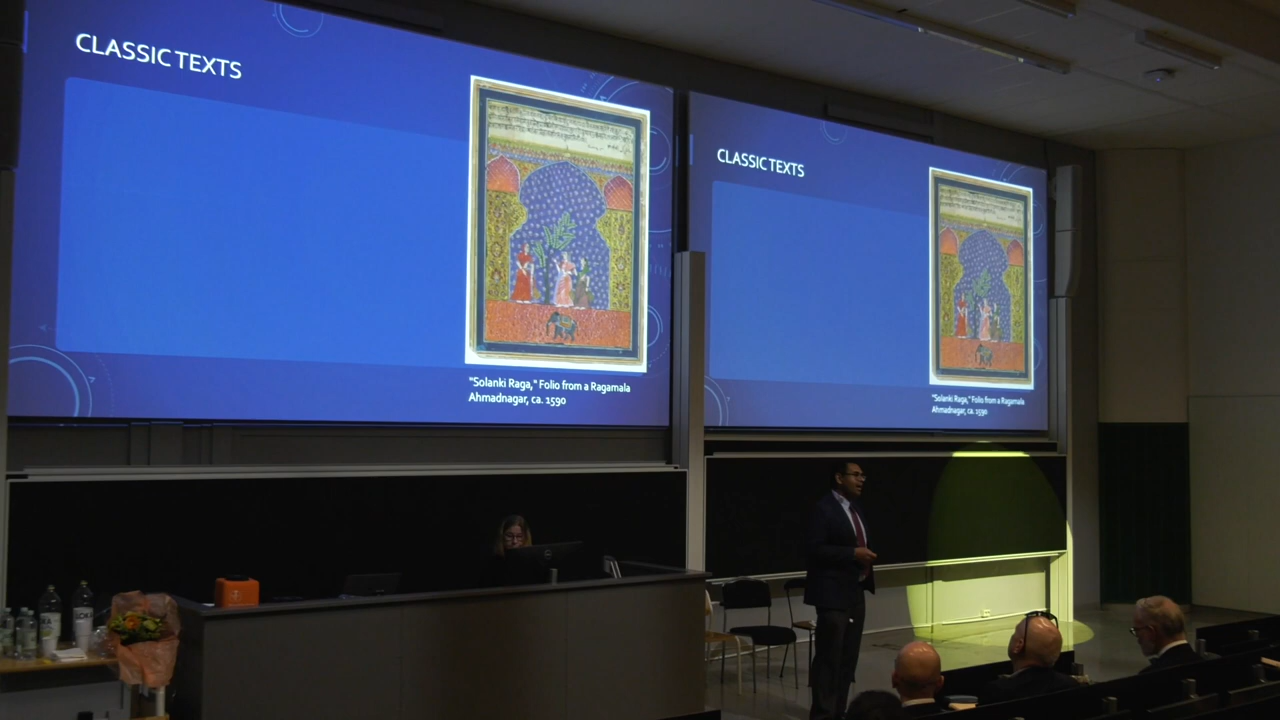 CLASSIC TEXTS
"Solanki Raga," Folio from a Ragamala
Ahmadnagar, ca. 1590
CLASSIC TEXTS
"Solanki Raga," Folio from a Ragamala
Ahmadnagar, ca. 1590